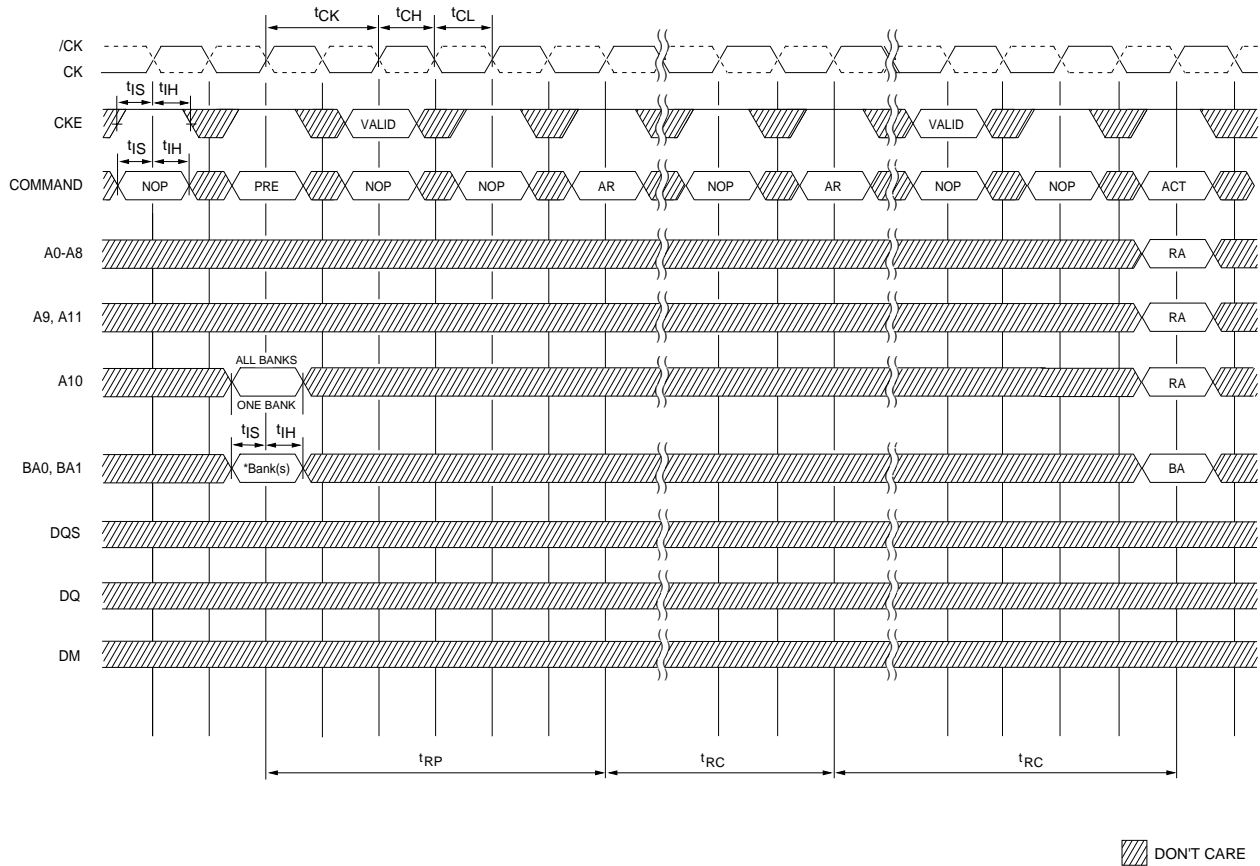 tCK tCH tCL
/CK
CK
tIS tIH
CKE VALID VALID
tIS tIH
COMMAND NOP PRE NOP NOP AR NOP AR NOP NOP ACT
A0-A8 RA
A9, A11 RA
ALL BANKS
A10 RA
ONE BANK
tIS tIH
BA0, BA1 *Bank(s) BA
DQS
DQ
DM
tRP tRC tRC
DON'T CARE